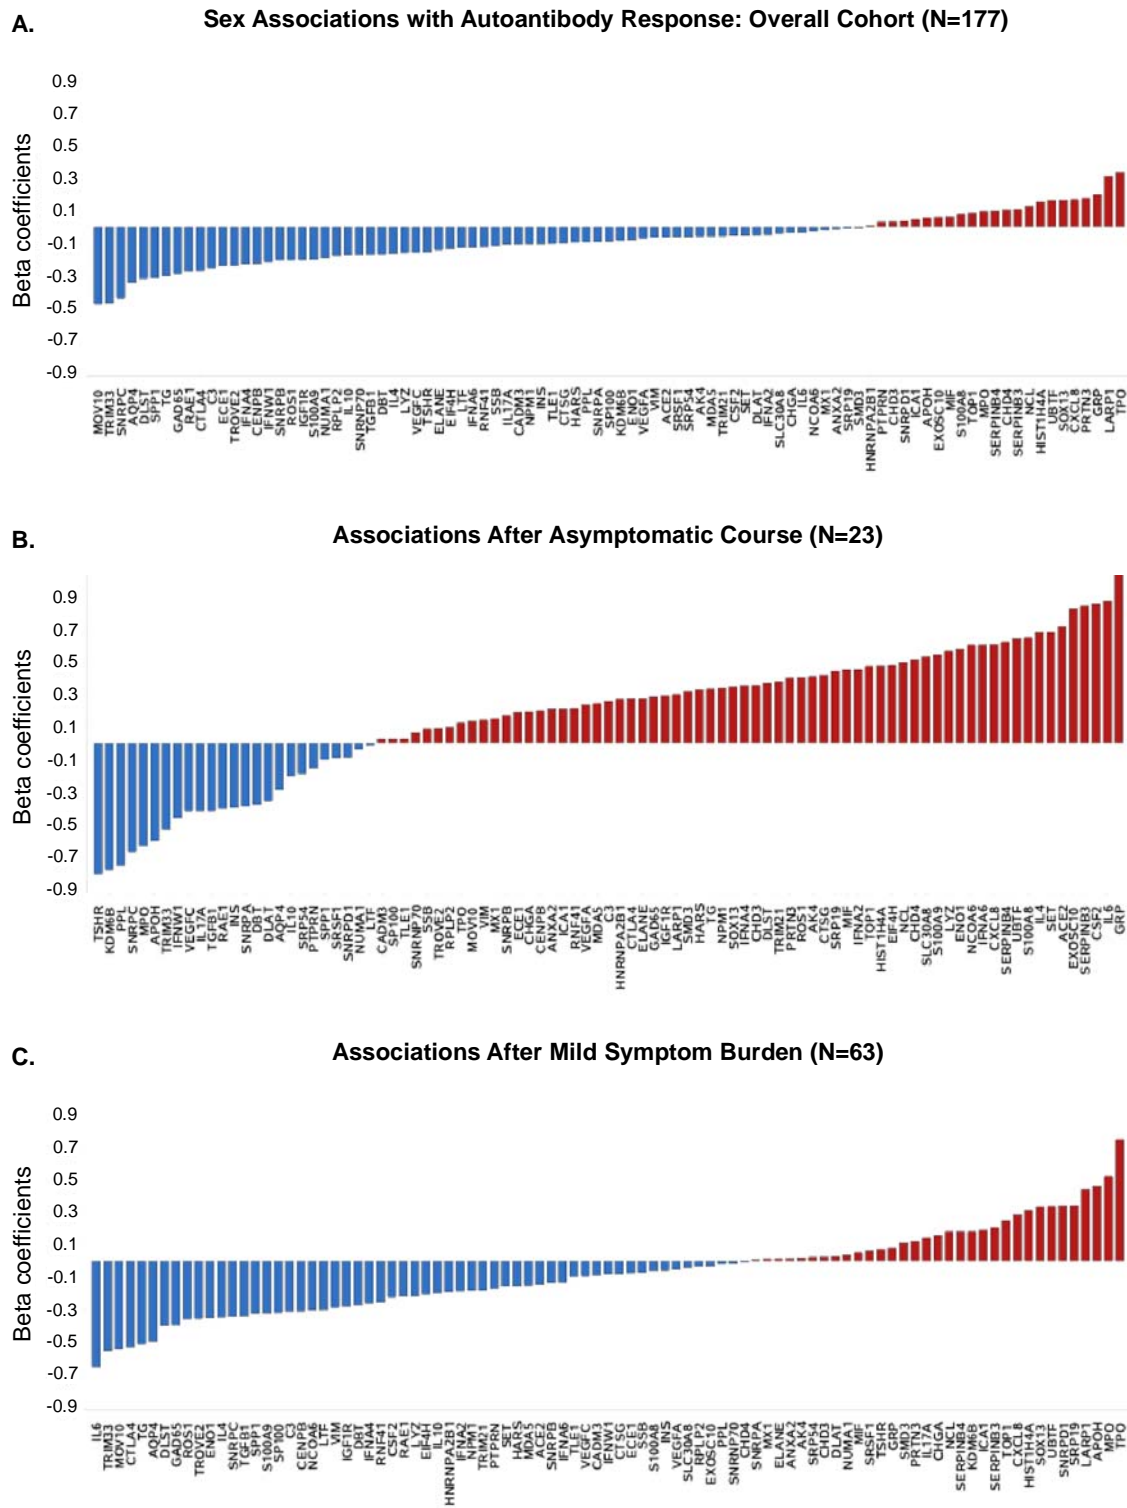 A.
Sex Associations with Autoantibody Response: Overall Cohort (N=177)
Beta coefficients
0.9
0.7
0.5
0.3
0.1
-0.1
-0.3
-0.5
-0.7
-0.9
MOV10 TRIM33 SNRPC AQP4 DLST SPP1 TG GAD65 RAE1 CTLA4 C3 ECE1 TROVE2 IFNA4 CENPB IFNW1 SNRPB ROS1 IGF1R S100A9 NUMA1 RPLP2 IL10 SNRNP70 TGFB1 DBT IL4 LYZ VEGFC TSHR ELANE EIF4H LTF IFNA6 RNF41 SSB IL17A CADM3 NPM1 INS TLE1 CTSG HARS PPL SNRPA SP100 KDM6B ENO1 VEGFA VIM ACE2 SRSF1 SRP54 AK4 MDA5 TRIM21 CSF2 SET DLAT IFNA2 SLC30A8 CHGA IL6 NCOA6 MX1 ANXA2 SRP19 SMD3 HNRNPA2B1 PTPRN CHD3 SNRPD1 ICA1 APOH EXOSC10 MIF S100A8 TOP1 MPO SERPINB4 CHD4 SERPINB3 NCL HIST1H4A UBTF SOX13 CXCL8 PRTN3 GRP LARP1 TPO
B.
Associations After Asymptomatic Course (N=23)
Beta coefficients
0.9
0.7
0.5
0.3
0.1
-0.1
-0.3
-0.5
-0.7
-0.9
TSHR KDM6B PPL SNRPC MPO APOH TRIM33 IFNW1 VEGFC IL17A TGFB1 RAE1 INS SNRPA DBT DLAT AQP4 IL10 SRP54 PTPRN SPP1 SRSF1 SNRPD1 NUMA1 LTF CADM3 SP100 TLE1 SNRNP70 SSB TROVE2 RPLP2 TPO MOV10 VIM MX1 SNRPB ECE1 CHGA CENPB ANXA2 ICA1 RNF41 VEGFA MDA5 C3 HNRNPA2B1 CTLA4 ELANE GAD65 IGF1R LARP1 SMD3 HARS TG NPM1 SOX13 IFNA4 CHD3 DLST TRIM21 PRTN3 ROS1 AK4 CTSG SRP19 MIF IFNA2 TOP1 HIST1H4A EIF4H NCL CHD4 SLC30A8 S100A9 LYZ ENO1 NCOA6 IFNA6 CXCL8 SERPINB4 UBTF S100A8 IL4 SET ACE2 EXOSC10 SERPINB3 CSF2 IL6 GRP
C.
Associations After Mild Symptom Burden (N=63)
Beta coefficients
0.9
0.7
0.5
0.3
0.1
-0.1
-0.3
-0.5
-0.7
-0.9
IL6 TRIM33 MOV10 CTLA4 TG AQP4 DLST GAD65 ROS1 TROVE2 ENO1 IL4 SNRPC TGFB1 SPP1 S100A9 SP100 C3 CENPB NCOA6 LTF VIM IGF1R DBT IFNA4 RNF41 CSF2 RAE1 LYZ EIF4H IL10 HNRNPA2B1 IFNA2 NPM1 TRIM21 PTPRN SET HARS MDA5 ACE2 SNRPB IFNA6 TLE1 VEGFC CADM3 IFNW1 CTSG ECE1 SSB S100A8 INS VEGFA SLC30A8 RPLP2 EXOSC10 PPL SNRNP70 CHD4 SNRPA MX1 ELANE ANXA2 AK4 SRP54 CHD3 DLAT NUMA1 MIF SRSF1 TSHR GRP SMD3 PRTN3 IL17A CHGA NCL SERPINB4 KDM6B ICA1 SERPINB3 TOP1 CXCL8 HIST1H4A SOX13 UBTF SNRPD1 SRP19 LARP1 APOH MPO TPO